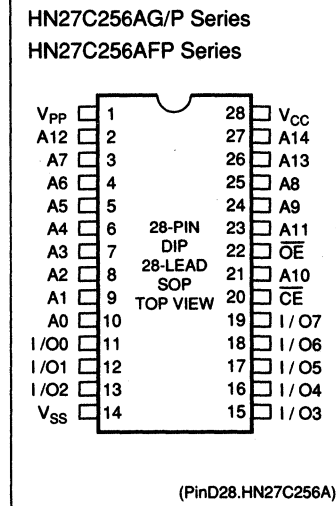 HN27C256AG/P Series
HN27C256AFP Series
VPP 1 28 VCC
A12 2 27 A14
A7 3 26 A13
A6 4 25 A8
A5 5 24 A9
A4 6 28-PIN 23 A11
A3 7 DIP 22 O̅E̅
A2 8 28-LEAD 21 A10
A1 9 SOP 20 C̅E̅
TOP VIEW
A0 10 19 I/O7
I/O0 11 18 I/O6
I/O1 12 17 I/O5
I/O2 13 16 I/O4
VSS 14 15 I/O3
(PinD28.HN27C256A)